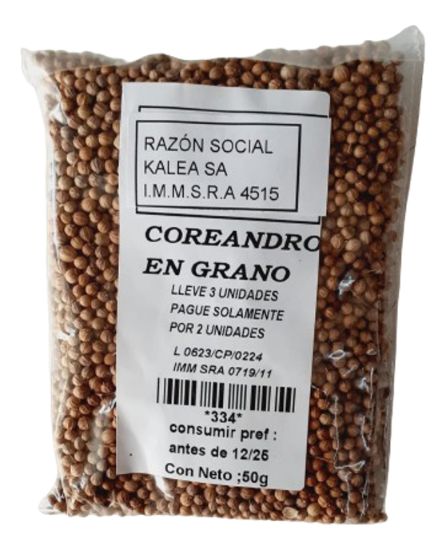 RAZÓN SOCIAL
KALEA SA
I.M.M.S.R.A 4515
COREANDRO
EN GRANO
LLEVE 3 UNIDADES
PAGUE SOLAMENTE
POR 2 UNIDADES
L 0623/CP/0224
IMM SRA 0719/11
*334*
consumir pref :
antes de 12/25
Con Neto ;50g